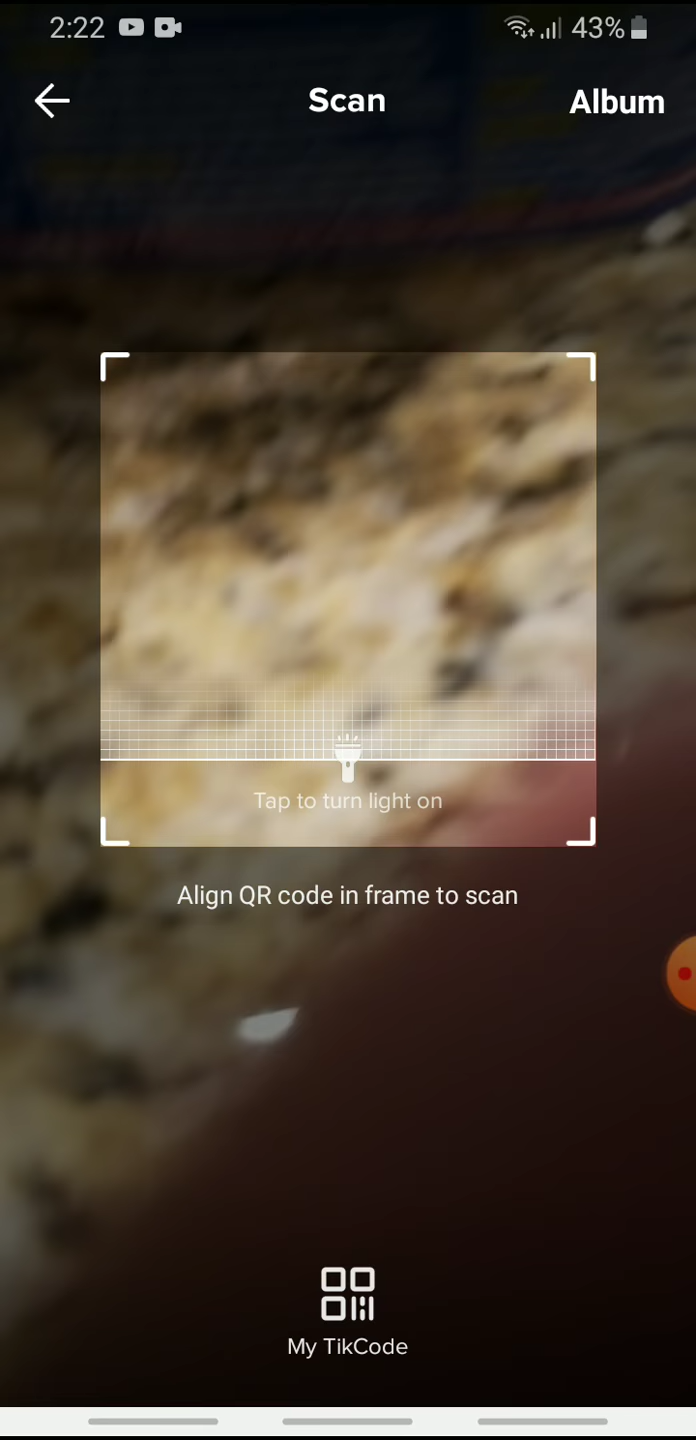 2:22 43%
Scan Album
Tap to turn light on
Align QR code in frame to scan
My TikCode